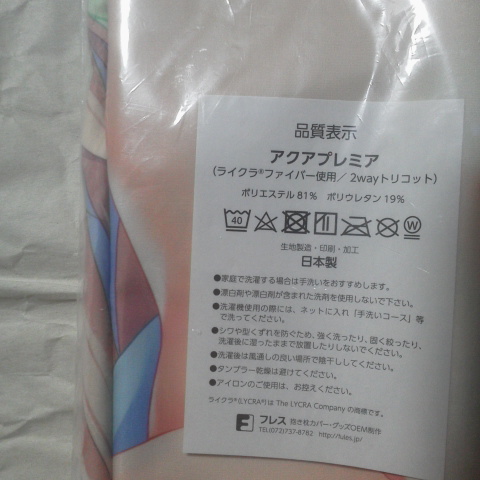 品質表示
アクアプレミア
(ライクラ®ファイバー使用/ 2wayトリコット)
ポリエステル 81% ポリウレタン 19%
40
W
生地製造・印刷・加工
日本製
●家庭で洗濯する場合は手洗いをおすすめします。
●漂白剤や漂白剤が含まれた洗剤を使用しないで下さい。
●洗濯機使用の際には、ネットに入れ「手洗いコース」等
で洗ってください。
●シワや型くずれを防ぐため、強く洗ったり、固く絞ったり、
洗濯後に湿ったままで放置したりしないでください。
●洗濯後は風通しの良い場所で陰干ししてください。
●タンブラー乾燥は避けてください。
●アイロンのご使用は、お控えください。
ライクラ®(LYCRA®)は The LYCRA Company の商標です。
フレス 抱き枕カバー・グッズOEM制作
TEL(072)737-8782 http://fules.jp/